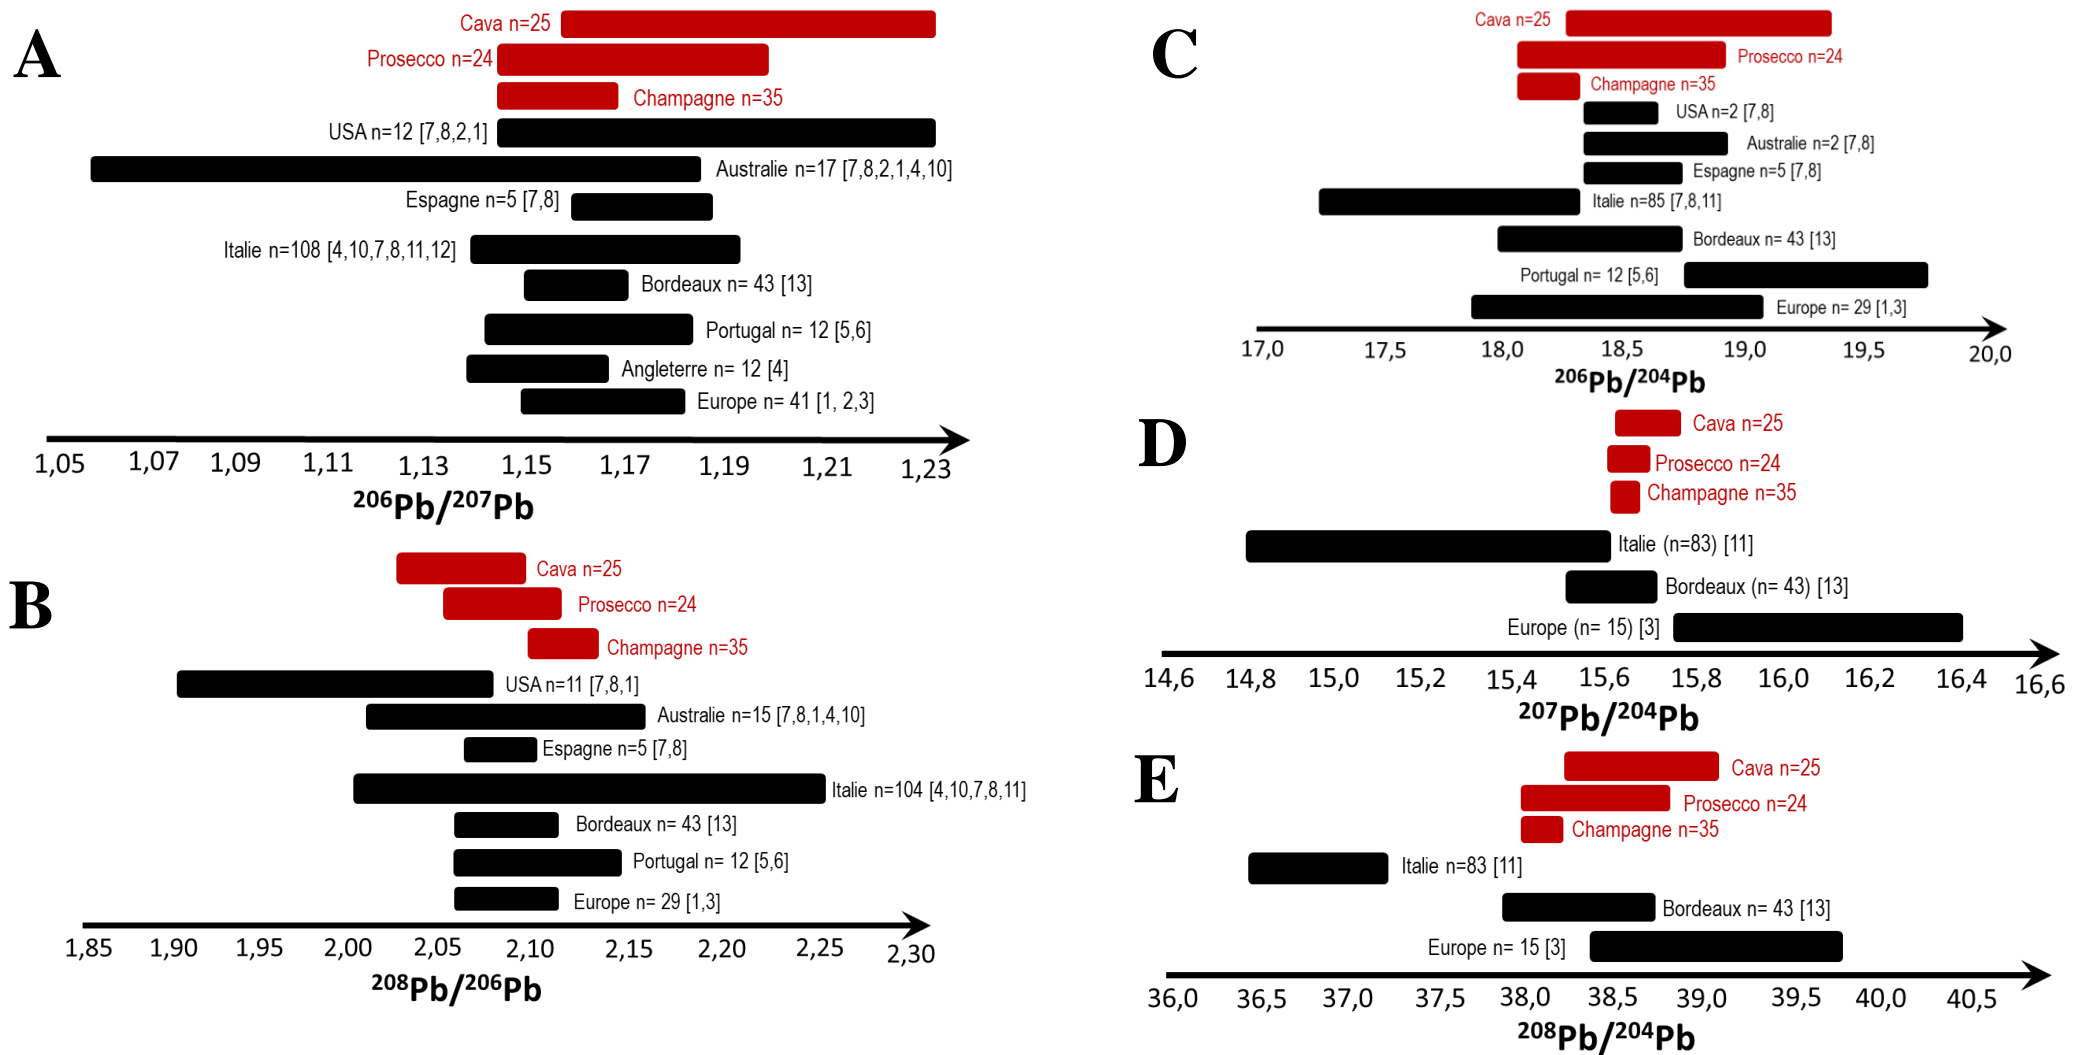 A
Cava n=25
Prosecco n=24
Champagne n=35
USA n=12 [7,8,2,1]
Australie n=17 [7,8,2,1,4,10]
Espagne n=5 [7,8]
Italie n=108 [4,10,7,8,11,12]
Bordeaux n= 43 [13]
Portugal n= 12 [5,6]
Angleterre n= 12 [4]
Europe n= 41 [1, 2,3]
1,05 1,07 1,09 1,11 1,13 1,15 1,17 1,19 1,21 1,23
²⁰⁶Pb/²⁰⁷Pb
B
Cava n=25
Prosecco n=24
Champagne n=35
USA n=11 [7,8,1]
Australie n=15 [7,8,1,4,10]
Espagne n=5 [7,8]
Italie n=104 [4,10,7,8,11]
Bordeaux n= 43 [13]
Portugal n= 12 [5,6]
Europe n= 29 [1,3]
1,85 1,90 1,95 2,00 2,05 2,10 2,15 2,20 2,25 2,30
²⁰⁸Pb/²⁰⁶Pb
C
Cava n=25
Prosecco n=24
Champagne n=35
USA n=2 [7,8]
Australie n=2 [7,8]
Espagne n=5 [7,8]
Italie n=85 [7,8,11]
Bordeaux n= 43 [13]
Portugal n= 12 [5,6]
Europe n= 29 [1,3]
17,0 17,5 18,0 18,5 19,0 19,5 20,0
²⁰⁶Pb/²⁰⁴Pb
D
Cava n=25
Prosecco n=24
Champagne n=35
Italie (n=83) [11]
Bordeaux (n= 43) [13]
Europe (n= 15) [3]
14,6 14,8 15,0 15,2 15,4 15,6 15,8 16,0 16,2 16,4 16,6
²⁰⁷Pb/²⁰⁴Pb
E
Cava n=25
Prosecco n=24
Champagne n=35
Italie n=83 [11]
Bordeaux n= 43 [13]
Europe n= 15 [3]
36,0 36,5 37,0 37,5 38,0 38,5 39,0 39,5 40,0 40,5
²⁰⁸Pb/²⁰⁴Pb